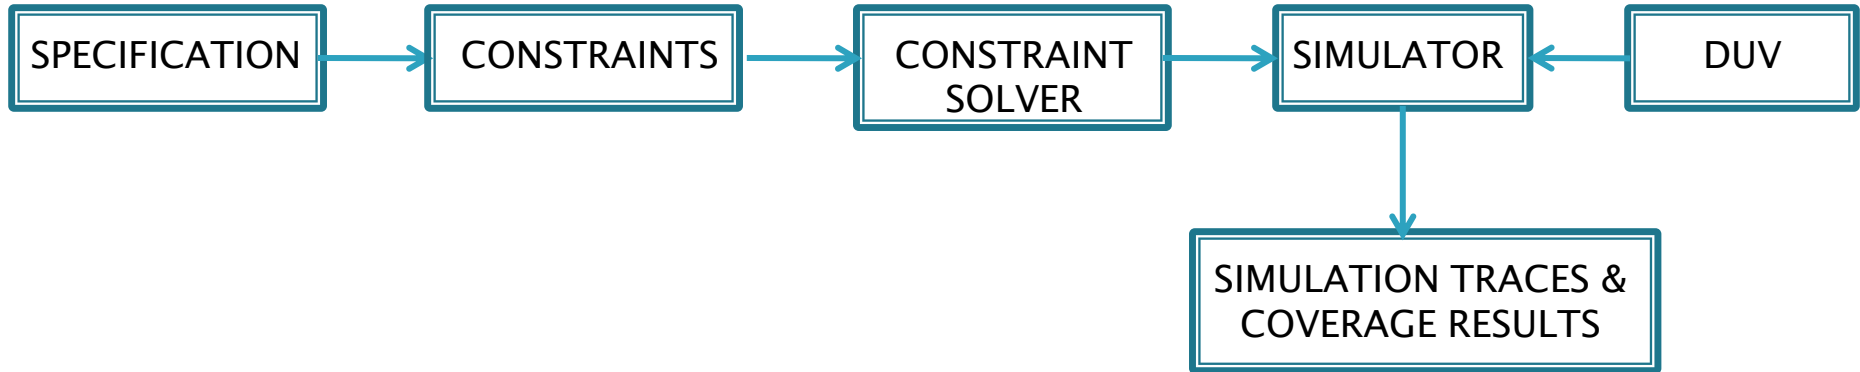 SPECIFICATION
CONSTRAINTS
CONSTRAINT
SOLVER
SIMULATOR
DUV
SIMULATION TRACES &
COVERAGE RESULTS